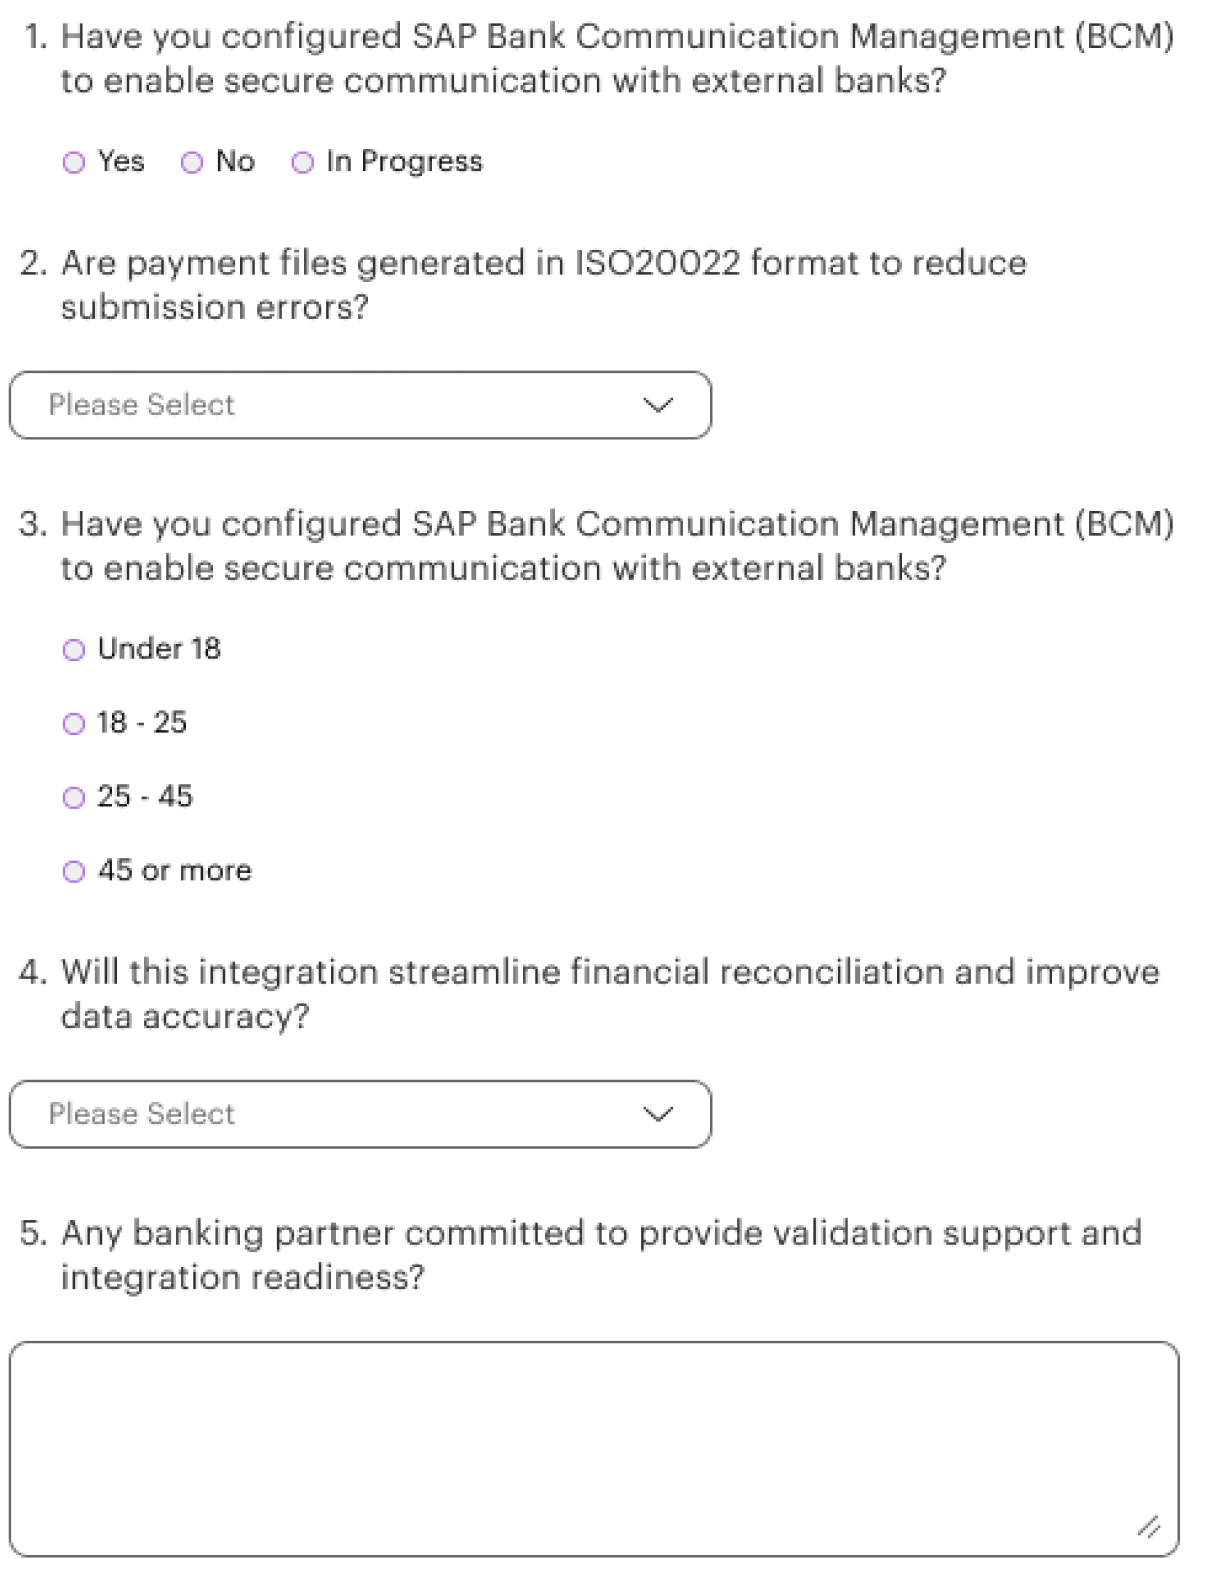 1. Have you configured SAP Bank Communication Management (BCM)
to enable secure communication with external banks?
Yes No In Progress
2. Are payment files generated in ISO20022 format to reduce
submission errors?
Please Select
3. Have you configured SAP Bank Communication Management (BCM)
to enable secure communication with external banks?
Under 18
18 - 25
25 - 45
45 or more
4. Will this integration streamline financial reconciliation and improve
data accuracy?
Please Select
5. Any banking partner committed to provide validation support and
integration readiness?